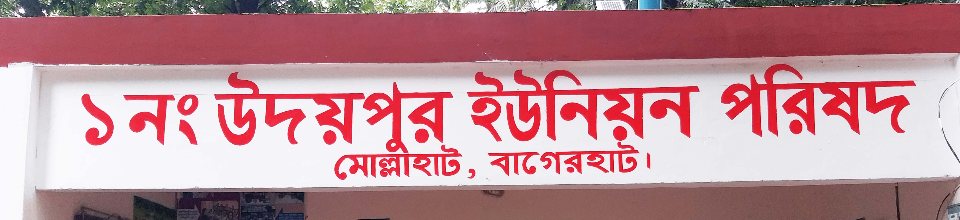 ১নং উদয়পুর ইউনিয়ন পরিষদ
মোল্লাহাট, বাগেরহাট।